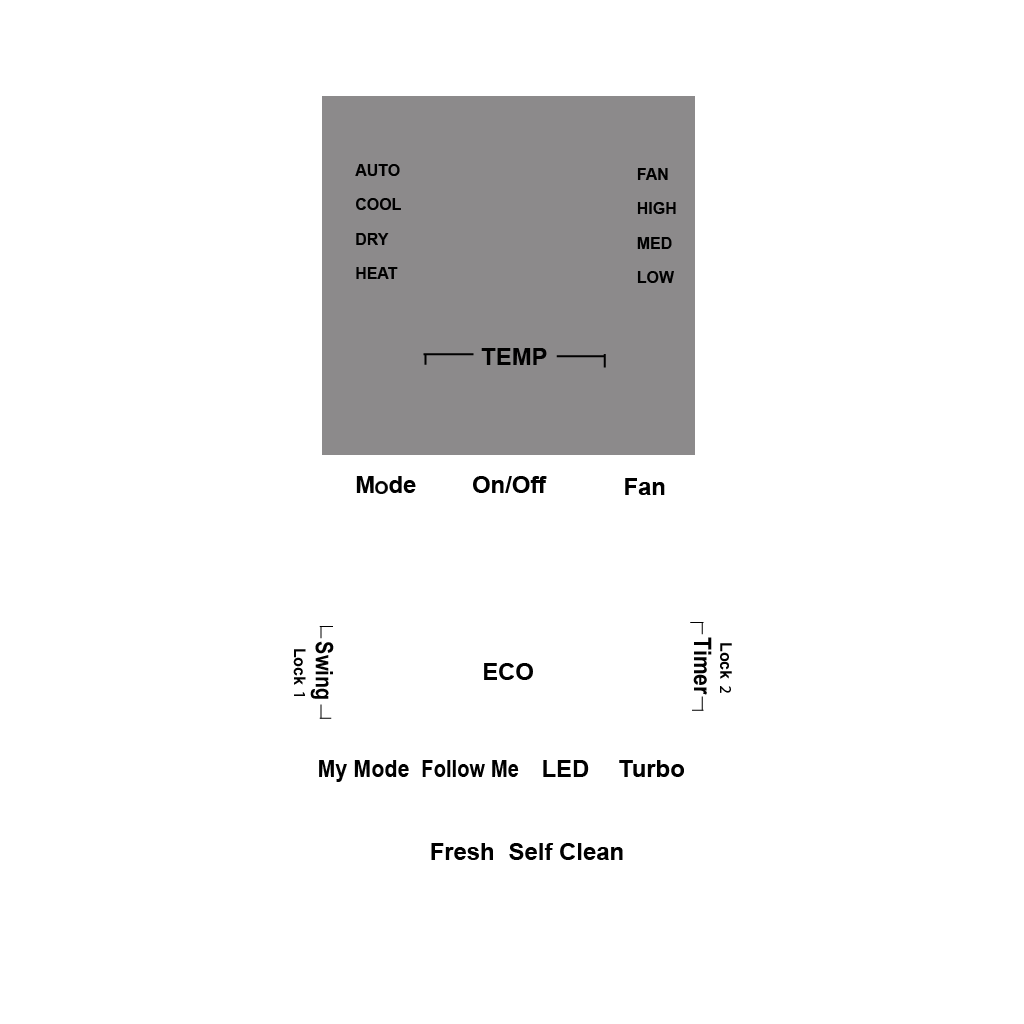 AUTO
FAN
COOL
HIGH
DRY
MED
HEAT
LOW
TEMP
Mode On/Off Fan
Swing
Lock 1
ECO
Timer
Lock 2
My Mode Follow Me LED Turbo
Fresh Self Clean